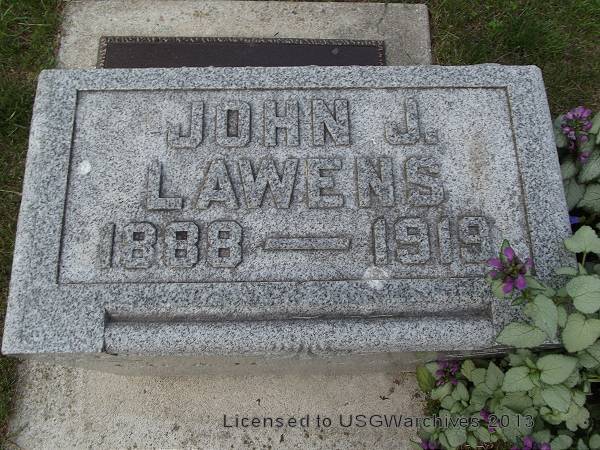 JOHN J.
LAWENS
1888 — 1919
Licensed to USGWarchives 2013